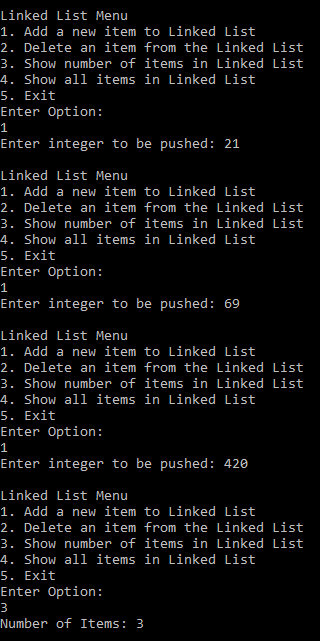 Linked List Menu
1. Add a new item to Linked List
2. Delete an item from the Linked List
3. Show number of items in Linked List
4. Show all items in Linked List
5. Exit
Enter Option:
1
Enter integer to be pushed: 21
Linked List Menu
1. Add a new item to Linked List
2. Delete an item from the Linked List
3. Show number of items in Linked List
4. Show all items in Linked List
5. Exit
Enter Option:
1
Enter integer to be pushed: 69
Linked List Menu
1. Add a new item to Linked List
2. Delete an item from the Linked List
3. Show number of items in Linked List
4. Show all items in Linked List
5. Exit
Enter Option:
1
Enter integer to be pushed: 420
Linked List Menu
1. Add a new item to Linked List
2. Delete an item from the Linked List
3. Show number of items in Linked List
4. Show all items in Linked List
5. Exit
Enter Option:
3
Number of Items: 3